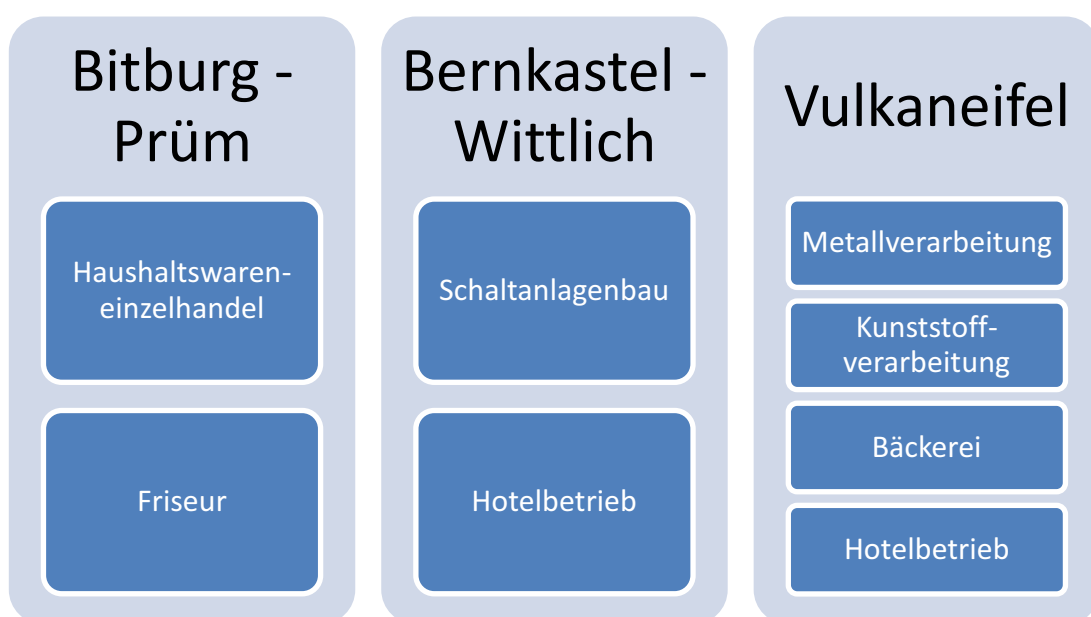 Bitburg -
Prüm
Haushaltswaren-
einzelhandel
Friseur
Bernkastel -
Wittlich
Schaltanlagenbau
Hotelbetrieb
Vulkaneifel
Metallverarbeitung
Kunststoff-
verarbeitung
Bäckerei
Hotelbetrieb